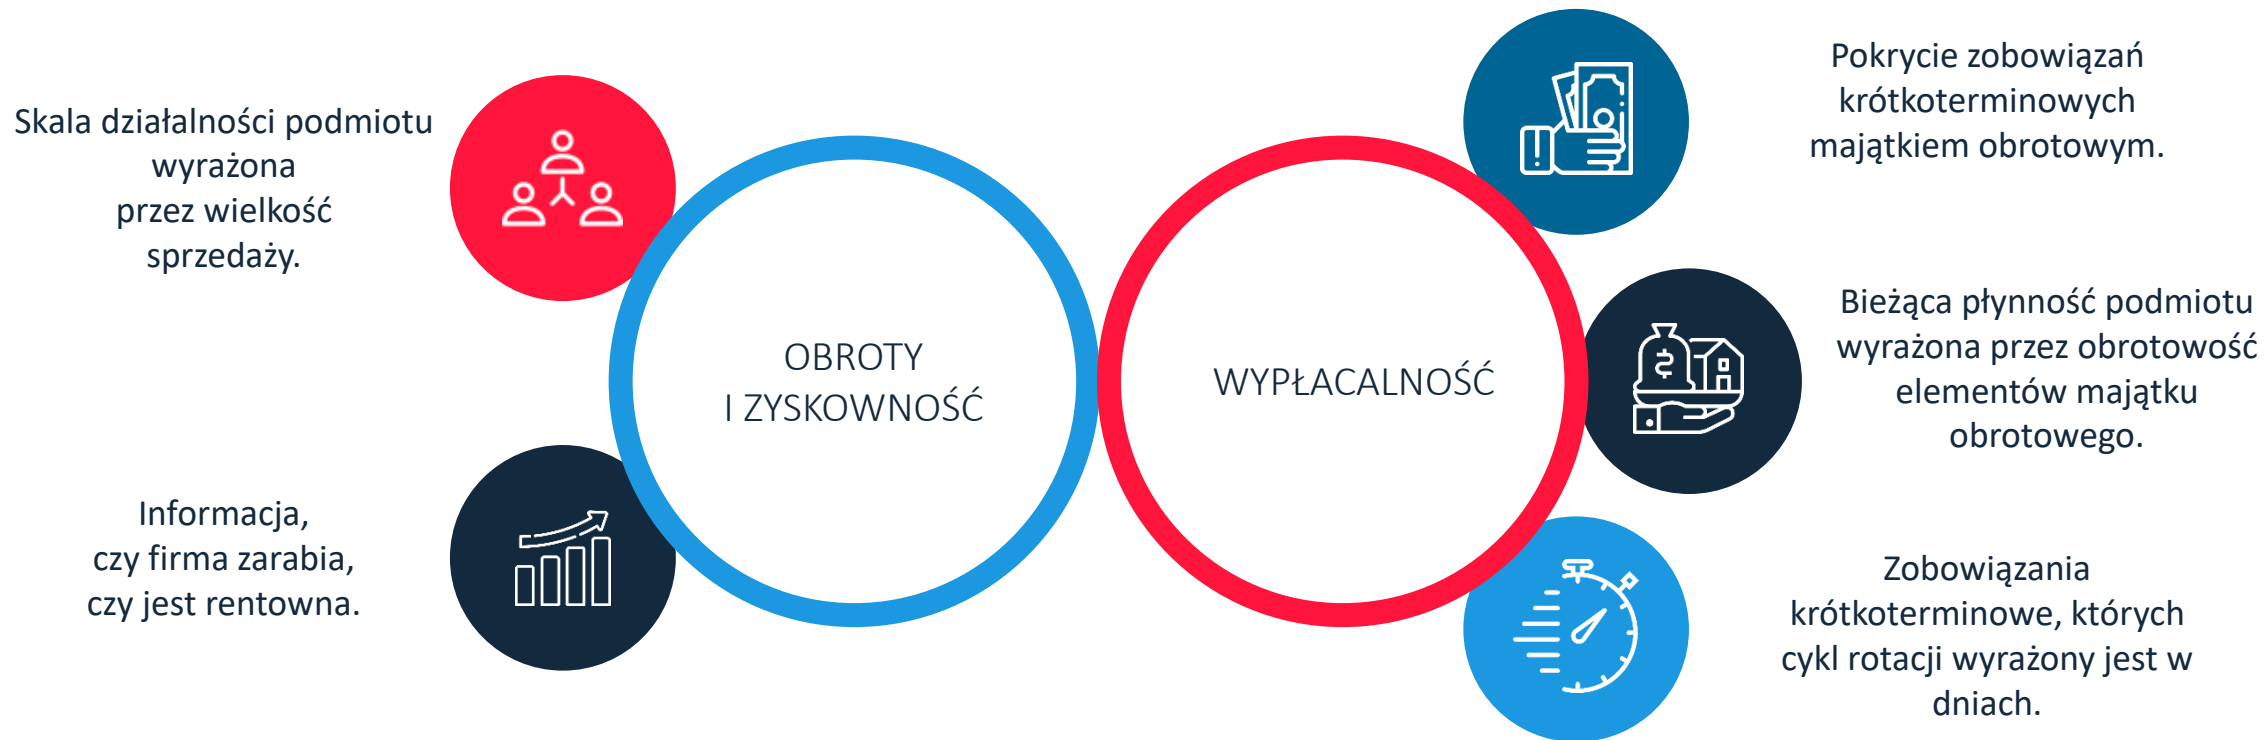 Skala działalności podmiotu
wyrażona
przez wielkość
sprzedaży.
Informacja,
czy firma zarabia,
czy jest rentowna.
OBROTY
I ZYSKOWNOŚĆ
WYPŁACALNOŚĆ
Pokrycie zobowiązań
krótkoterminowych
majątkiem obrotowym.
Bieżąca płynność podmiotu
wyrażona przez obrotowość
elementów majątku
obrotowego.
Zobowiązania
krótkoterminowe, których
cykl rotacji wyrażony jest w
dniach.